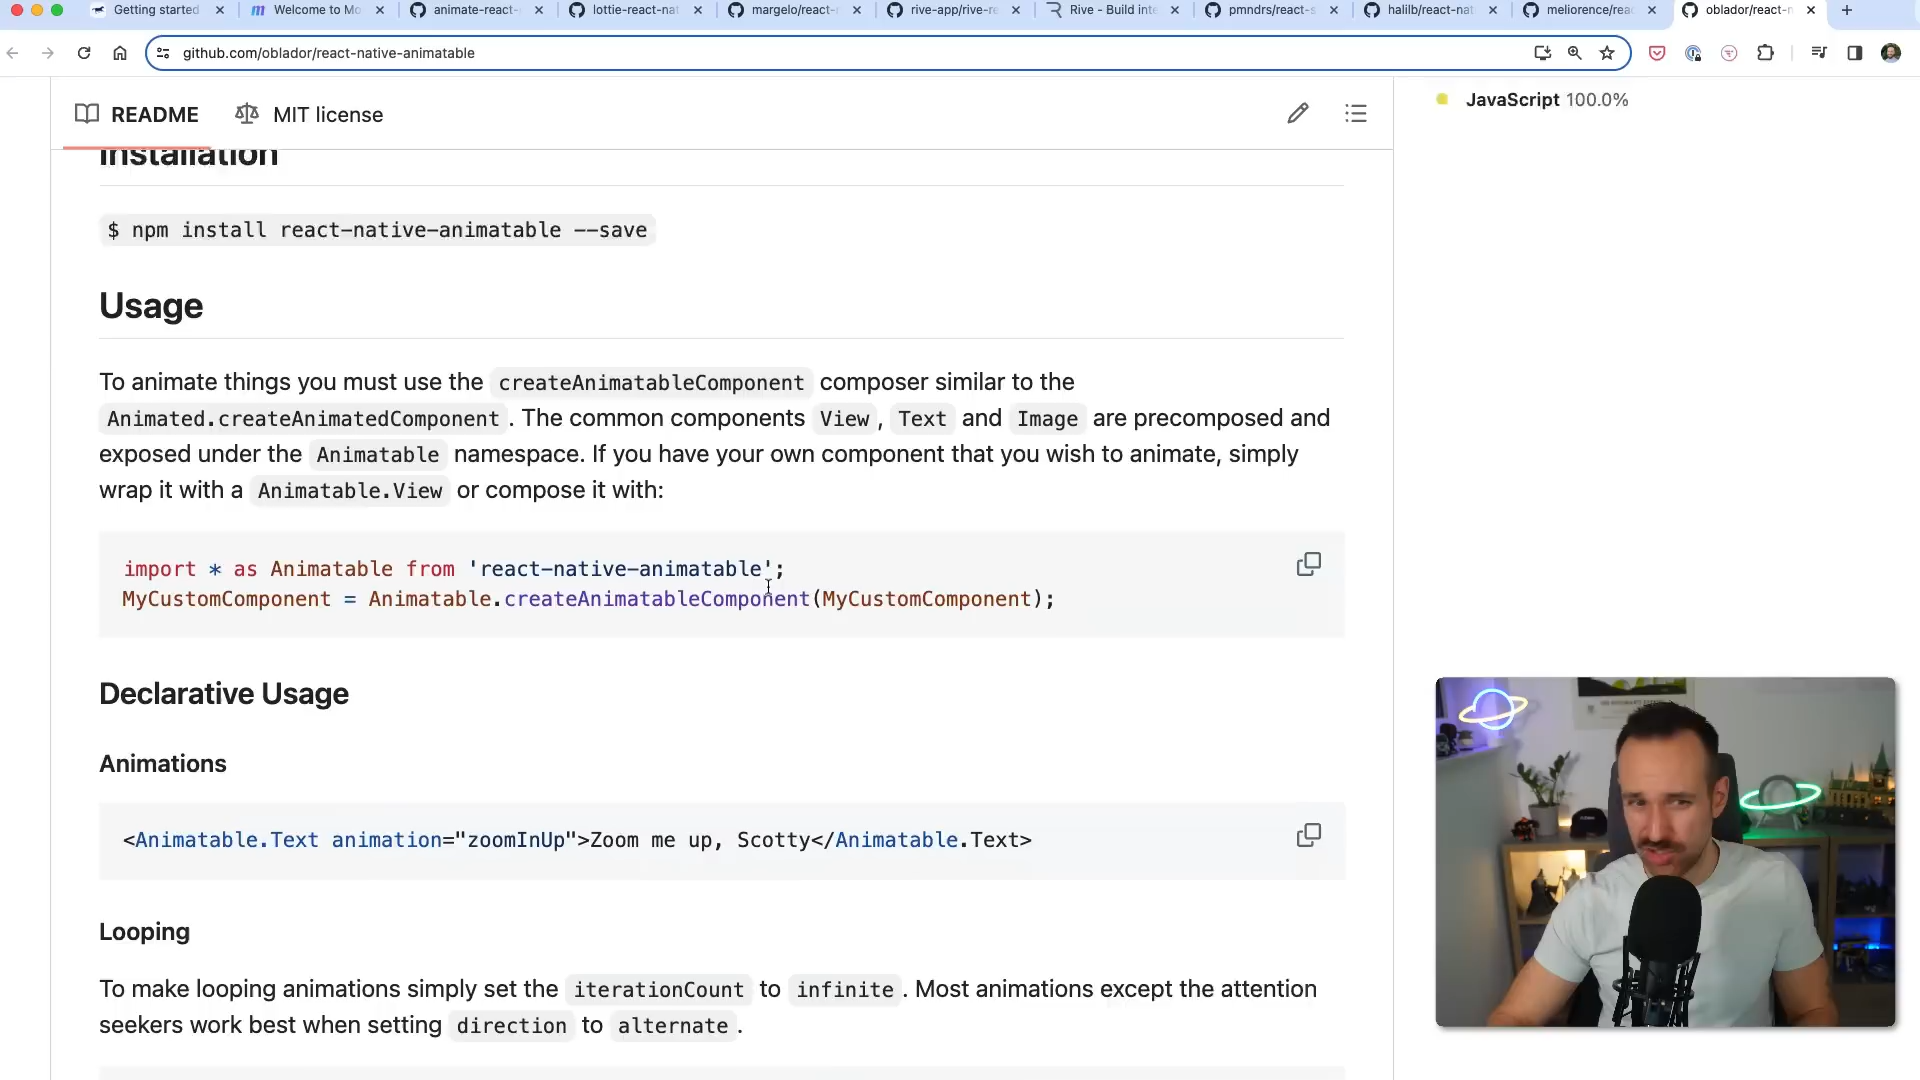 Getting started
Welcome to Mo
animate-react-
lottie-react-nat
margelo/react-
rive-app/rive-re
Rive - Build inte
pmndrs/react-s
halilb/react-nat
meliorence/reac
oblador/react-n
github.com/oblador/react-native-animatable
README
MIT license
JavaScript 100.0%
Installation
$ npm install react-native-animatable --save
Usage
To animate things you must use the createAnimatableComponent composer similar to the
Animated.createAnimatedComponent. The common components View, Text and Image are precomposed and
exposed under the Animatable namespace. If you have your own component that you wish to animate, simply
wrap it with a Animatable.View or compose it with:
import * as Animatable from 'react-native-animatable';
MyCustomComponent = Animatable.createAnimatableComponent(MyCustomComponent);
Declarative Usage
Animations
<Animatable.Text animation="zoomInUp">Zoom me up, Scotty</Animatable.Text>
Looping
To make looping animations simply set the iterationCount to infinite. Most animations except the attention
seekers work best when setting direction to alternate.